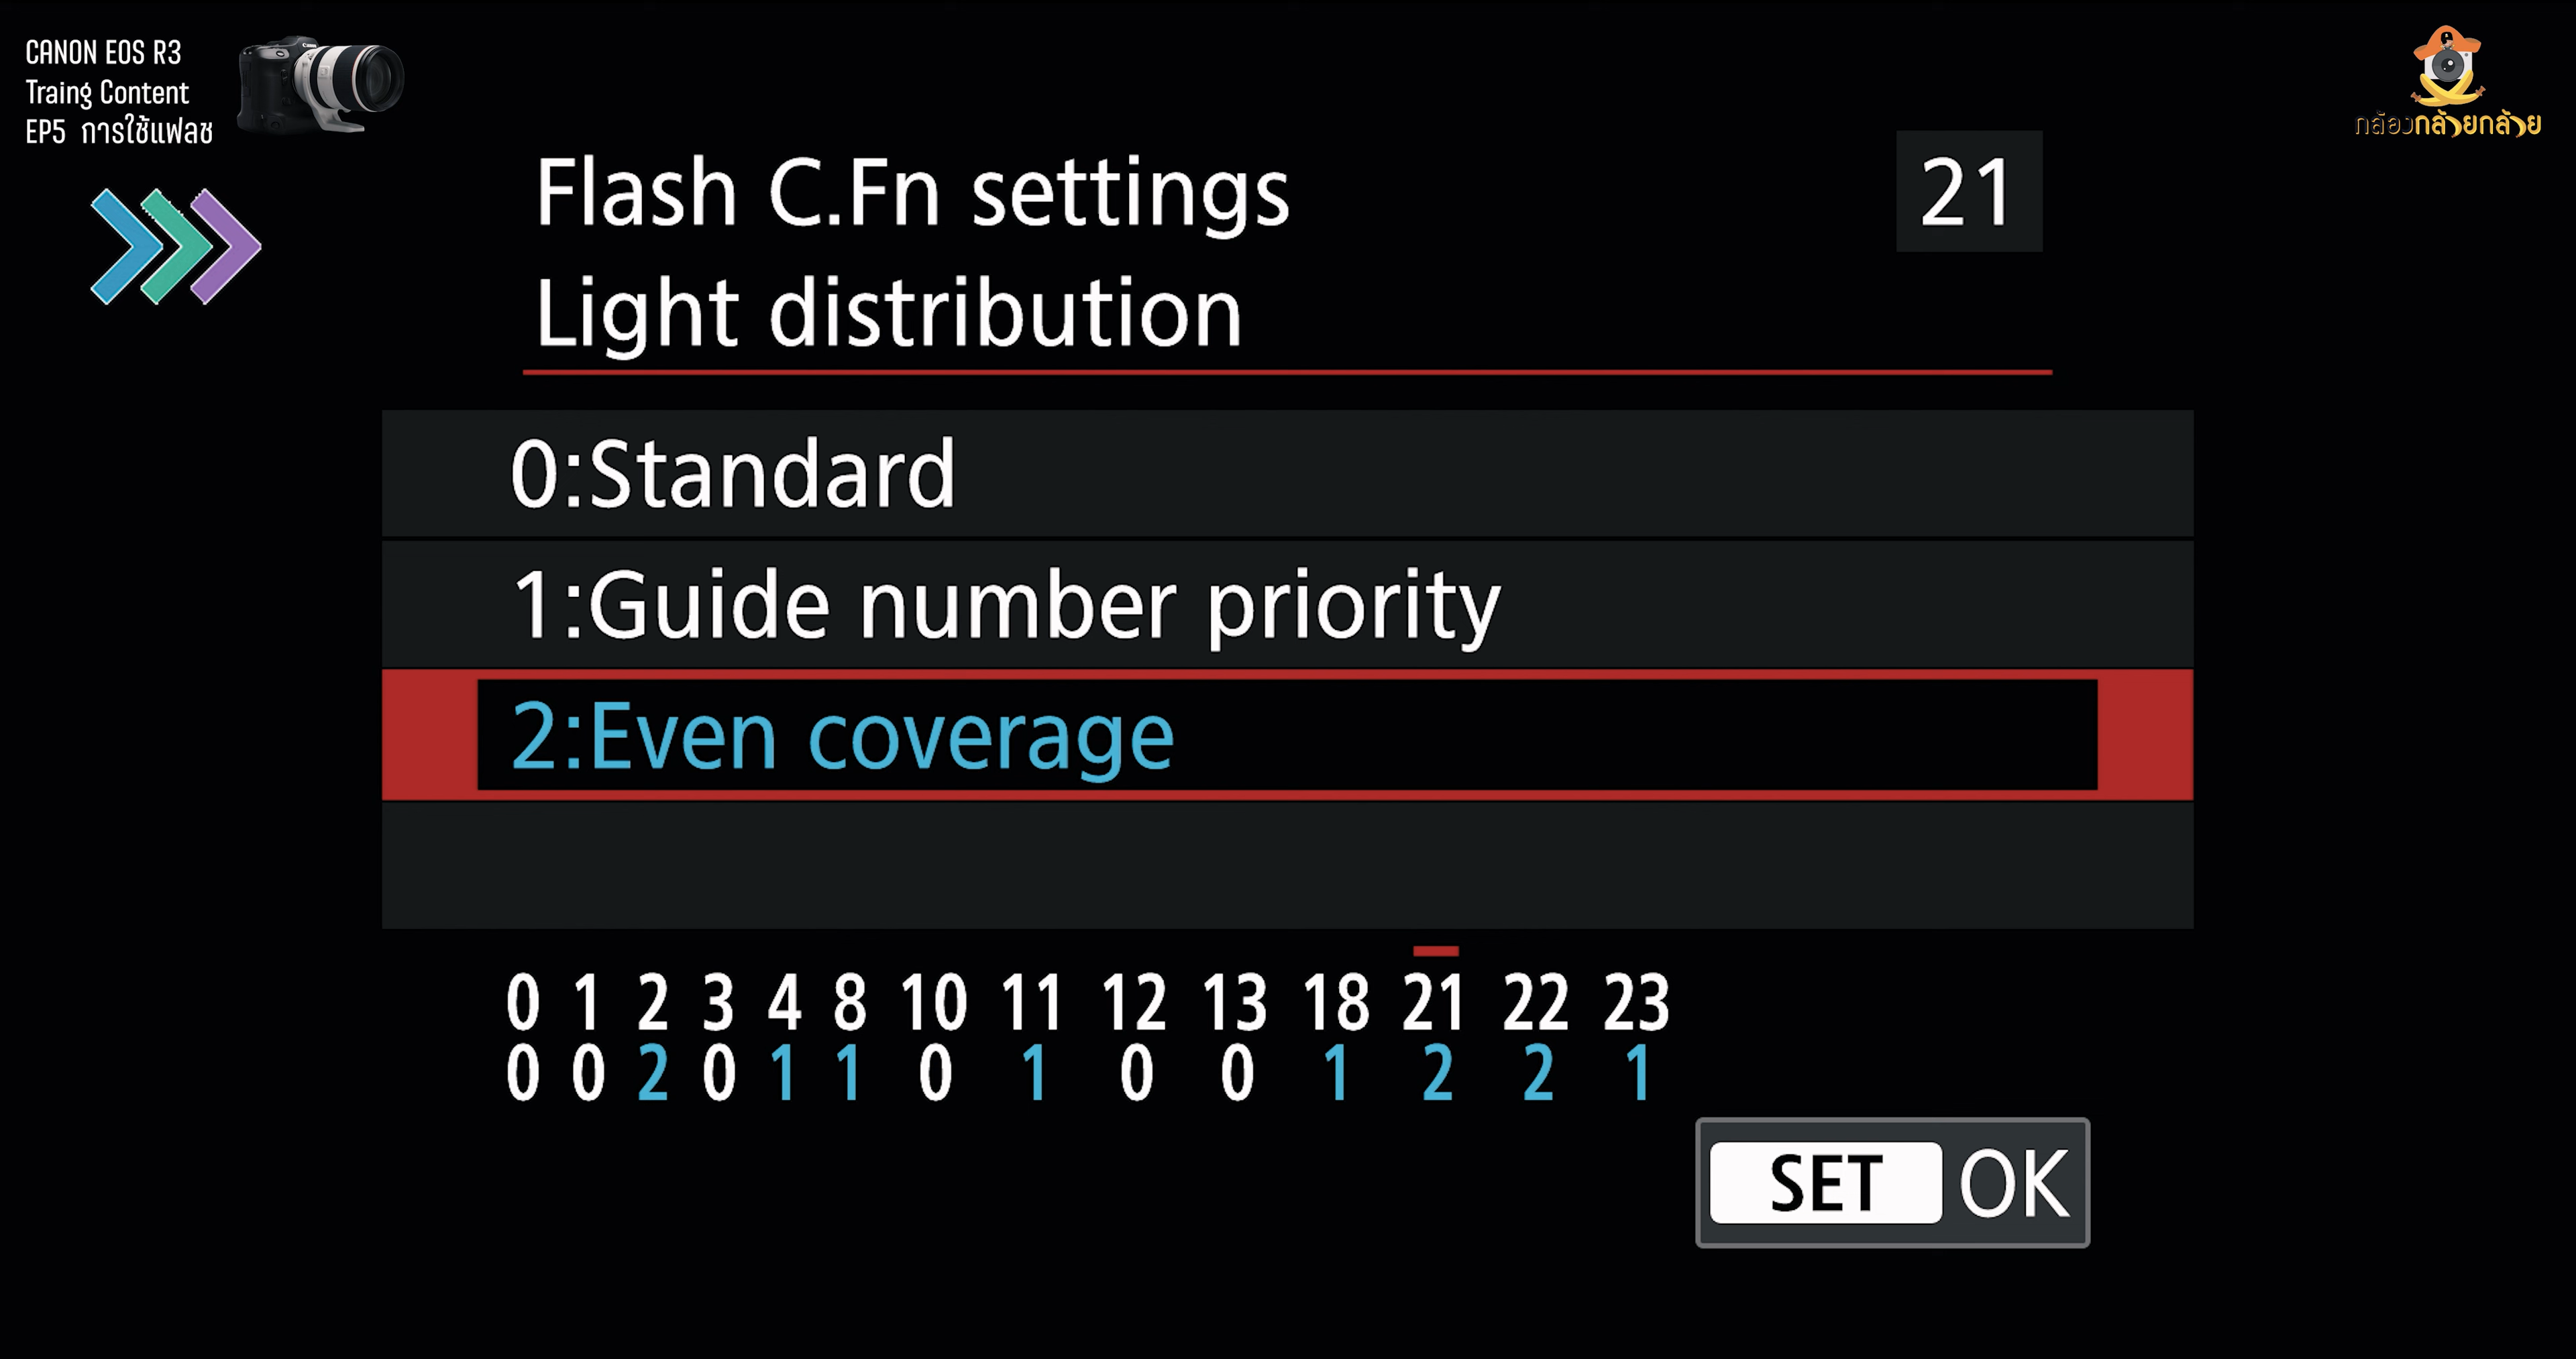 CANON EOS R3
Traing Content
EP5 การใช้แฟลช
กล้องกล้วยกล้วย
Flash C.Fn settings
21
Light distribution
0:Standard
1:Guide number priority
2:Even coverage
0 1 2 3 4 8 10 11 12 13 18 21 22 23
0 0 2 0 1 1 0 1 0 0 1 2 2 1
SET OK